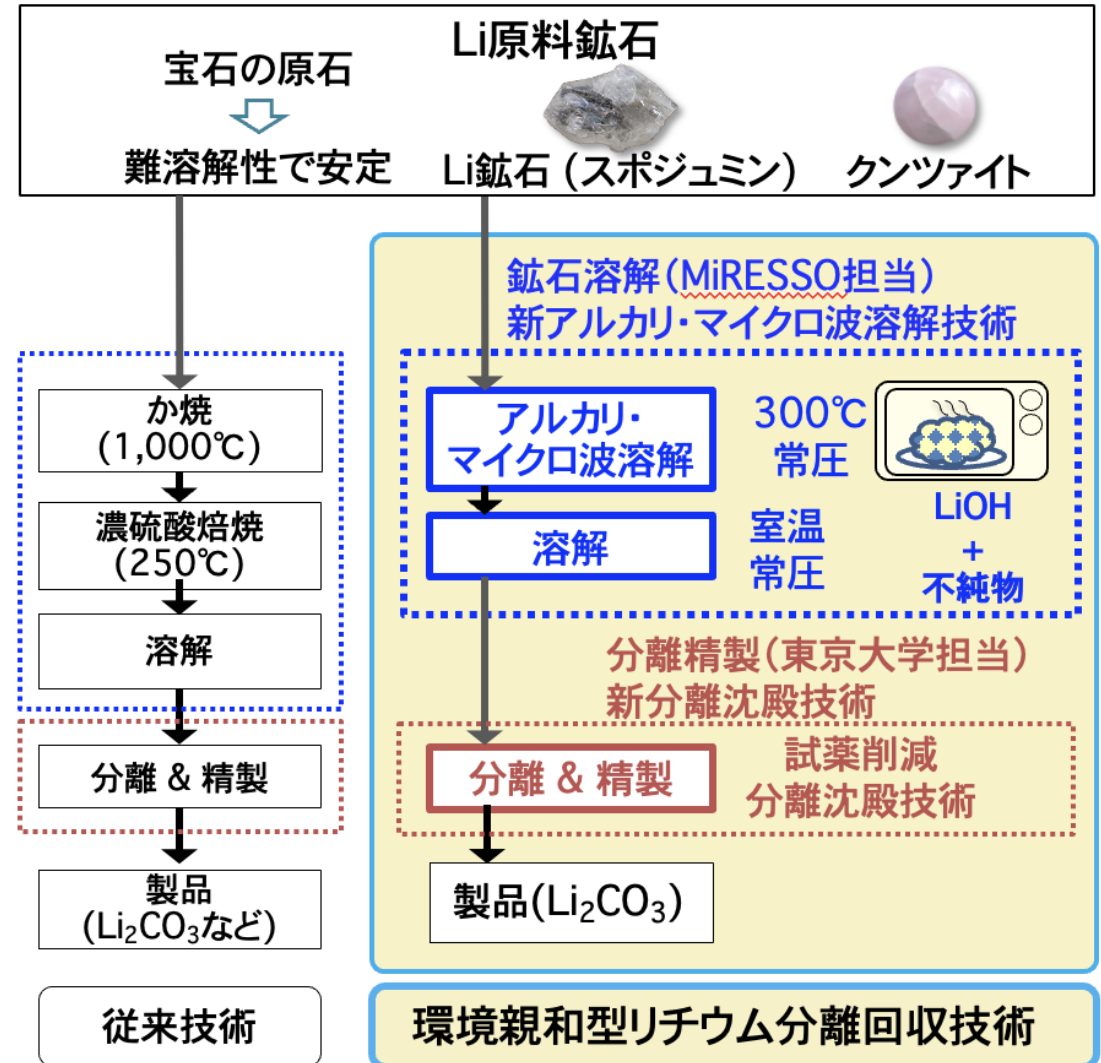 Li原料鉱石
宝石の原石
難溶解性で安定
Li鉱石 (スポジュミン)
クンツァイト
か焼
(1,000℃)
濃硫酸焙焼
(250℃)
溶解
分離 & 精製
製品
(Li₂CO₃など)
従来技術
鉱石溶解(MiRESSO担当)
新アルカリ・マイクロ波溶解技術
アルカリ・
マイクロ波溶解
300℃
常圧
溶解
室温
常圧
LiOH
+
不純物
分離精製(東京大学担当)
新分離沈殿技術
分離 & 精製
試薬削減
分離沈殿技術
製品(Li₂CO₃)
環境親和型リチウム分離回収技術